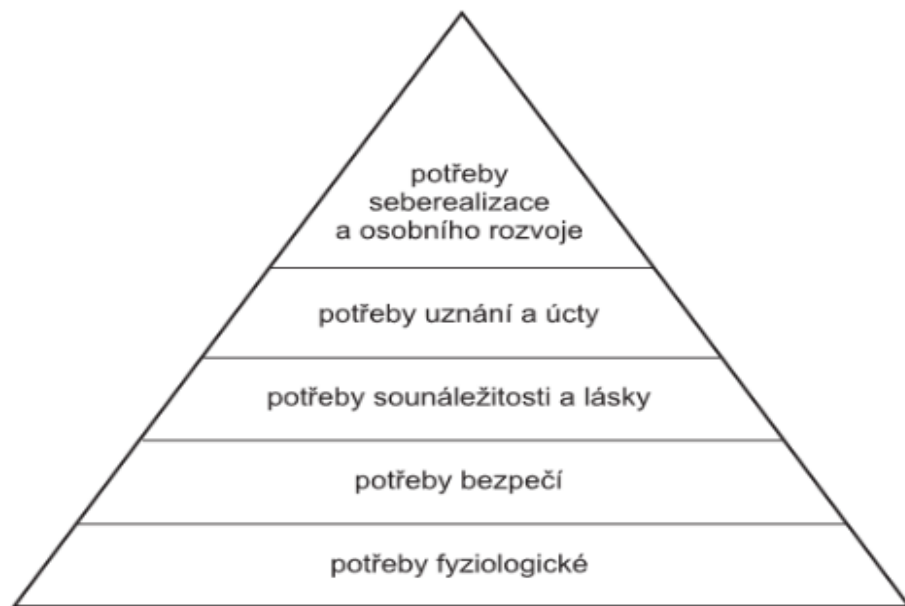 potřeby
seberealizace
a osobního rozvoje
potřeby uznání a úcty
potřeby sounáležitosti a lásky
potřeby bezpečí
potřeby fyziologické